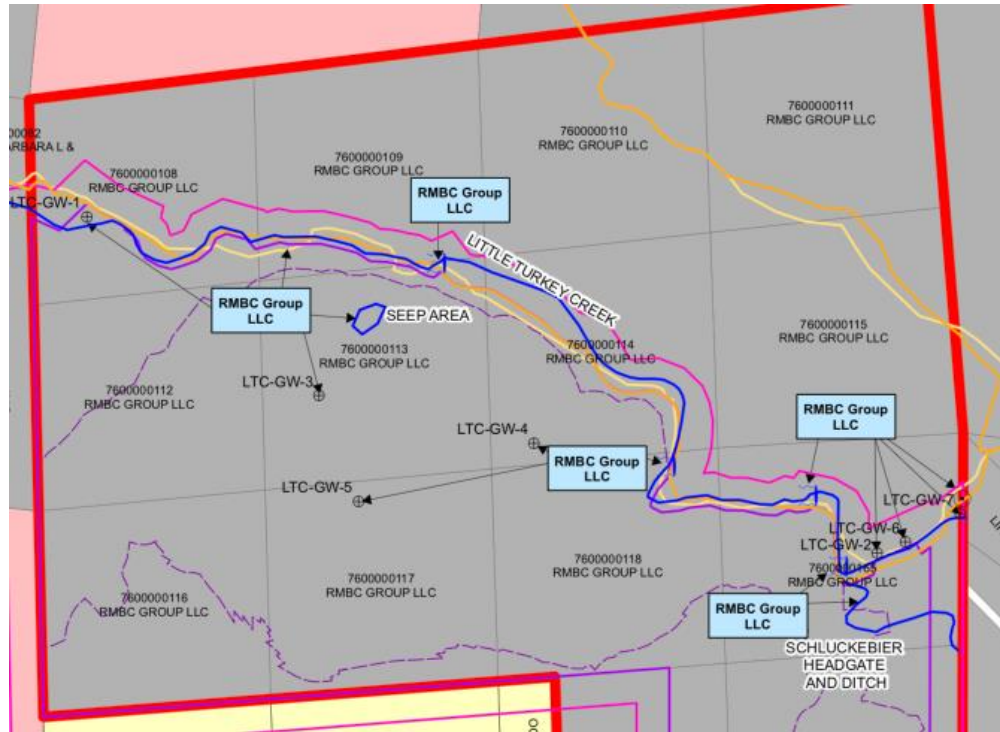 7600000111
RMBC GROUP LLC
7600000110
RMBC GROUP LLC
ARBARA L &
7600000109
RMBC GROUP LLC
7600000108
RMBC GROUP LLC
LTC-GW-1
RMBC Group
LLC
LITTLE TURKEY CREEK
RMBC Group
LLC
SEEP AREA
7600000115
RMBC GROUP LLC
7600000114
RMBC GROUP LLC
7600000113
RMBC GROUP LLC
LTC-GW-3
7600000112
RMBC GROUP LLC
RMBC Group
LLC
LTC-GW-4
RMBC Group
LLC
LTC-GW-5
LTC-GW-7
LTC-GW-6
LTC-GW-2
7600000118
RMBC GROUP LLC
7600000165
RMBC GROUP LLC
7600000117
RMBC GROUP LLC
7600000116
RMBC GROUP LLC
RMBC Group
LLC
SCHLUCKEBIER
HEADGATE
AND DITCH